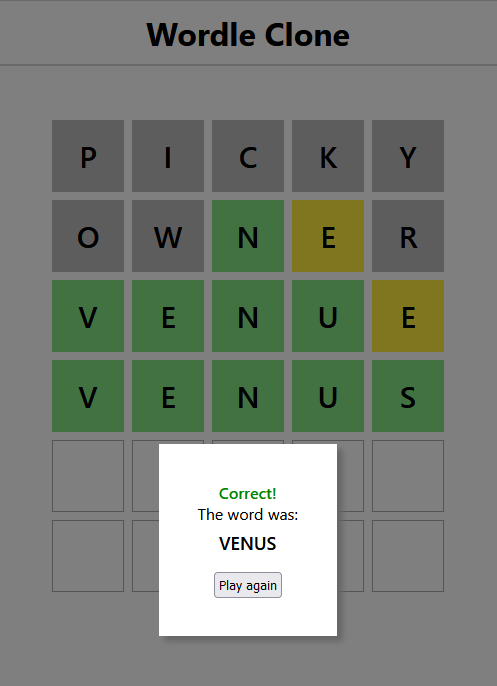 Wordle Clone
P I C K Y
O W N E R
V E N U E
V E N U S
Correct!
The word was:
VENUS
Play again